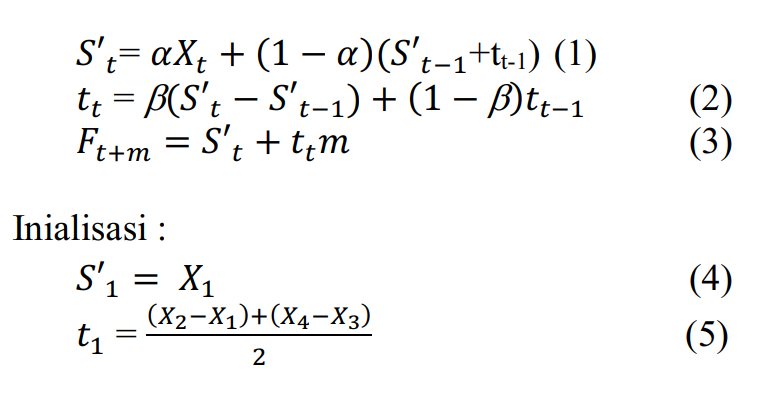 S′ₜ= αXₜ + (1 − α)(S′ₜ₋₁+tₜ₋₁) (1)
tₜ = β(S′ₜ − S′ₜ₋₁) + (1 − β)tₜ₋₁ (2)
Fₜ₊ₘ = S′ₜ + tₜm (3)
Inialisasi :
S′₁ = X₁ (4)
t₁ = \frac{(X₂−X₁)+(X₄−X₃)}{2} (5)